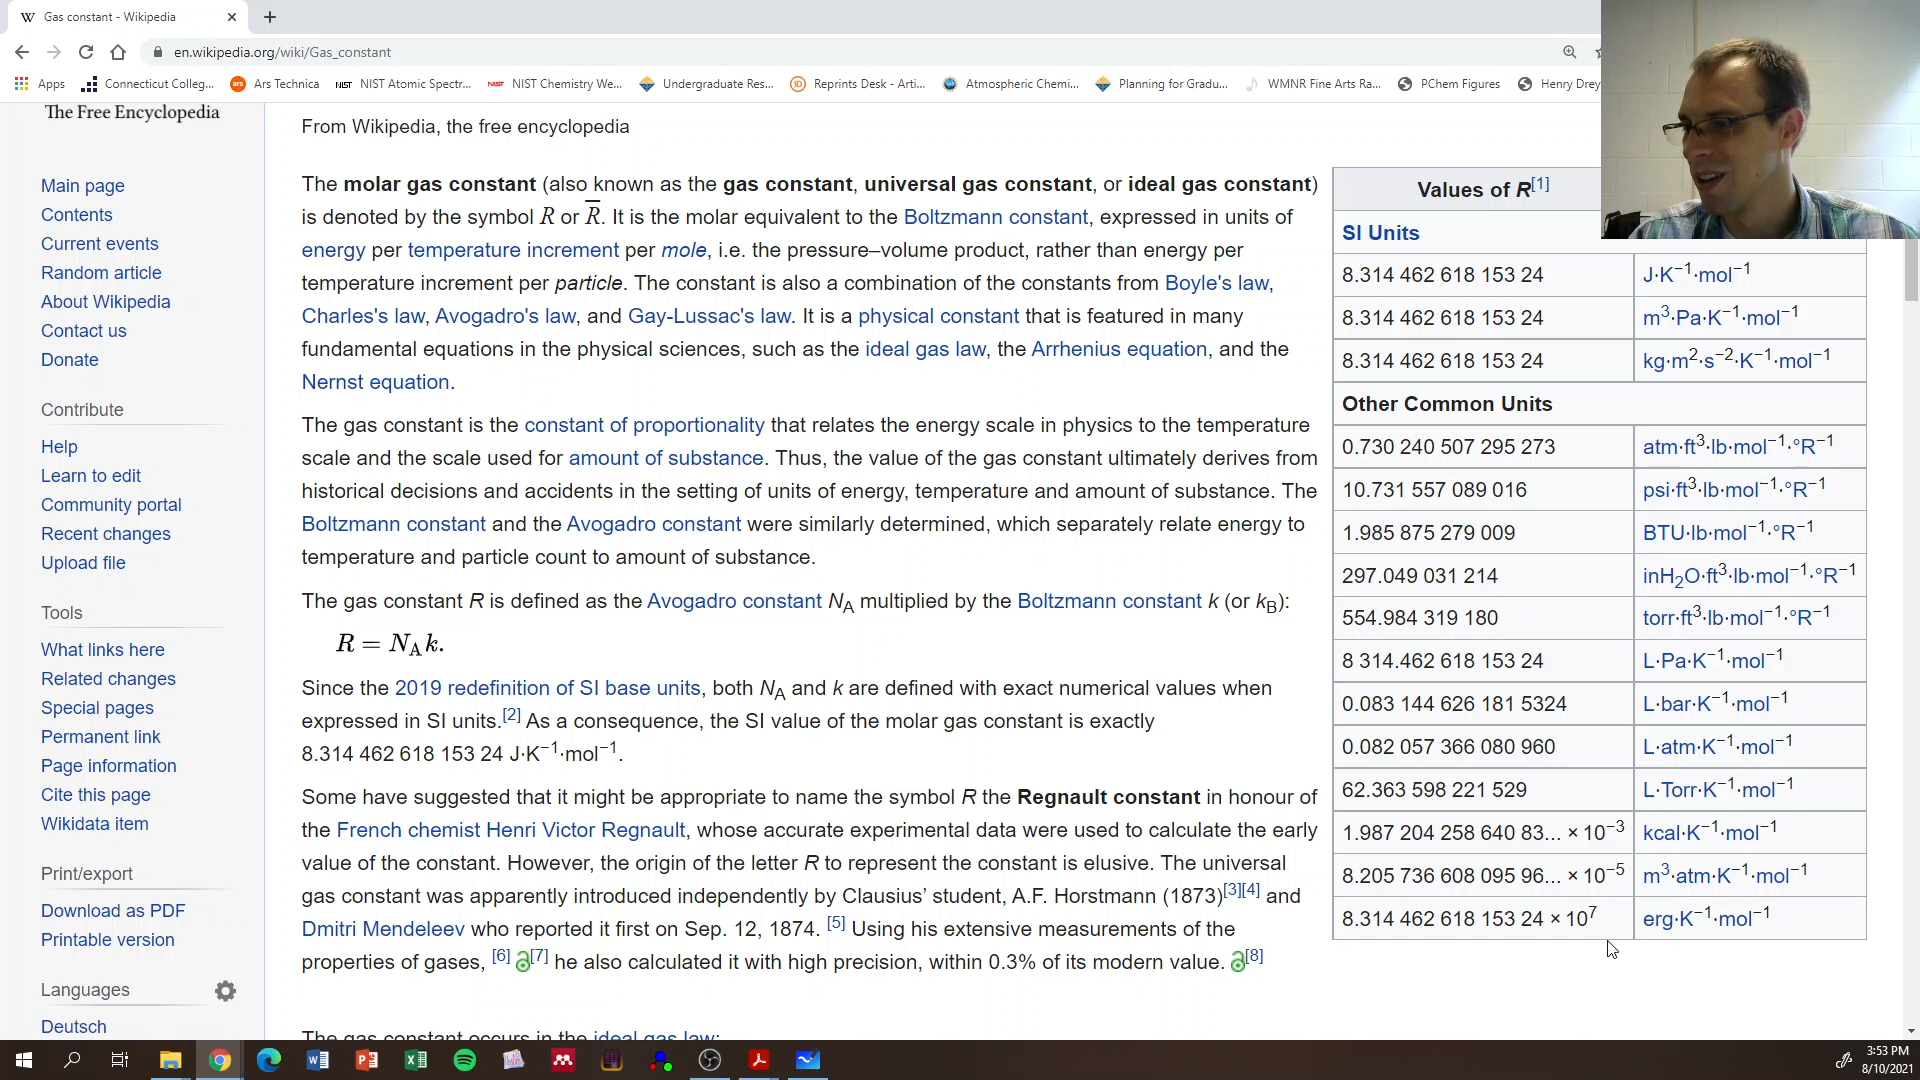 Gas constant - Wikipedia
en.wikipedia.org/wiki/Gas_constant
Apps
Connecticut Colleg...
Ars Technica
NIST Atomic Spectr...
NIST Chemistry We...
Undergraduate Res...
Reprints Desk - Arti...
Atmospheric Chemi...
Planning for Gradu...
WMNR Fine Arts Ra...
PChem Figures
Henry Drey
The Free Encyclopedia
Main page
Contents
Current events
Random article
About Wikipedia
Contact us
Donate
Contribute
Help
Learn to edit
Community portal
Recent changes
Upload file
Tools
What links here
Related changes
Special pages
Permanent link
Page information
Cite this page
Wikidata item
Print/export
Download as PDF
Printable version
Languages
Deutsch
From Wikipedia, the free encyclopedia
The molar gas constant (also known as the gas constant, universal gas constant, or ideal gas constant)
is denoted by the symbol R or R̅. It is the molar equivalent to the Boltzmann constant, expressed in units of
energy per temperature increment per mole, i.e. the pressure–volume product, rather than energy per
temperature increment per particle. The constant is also a combination of the constants from Boyle's law,
Charles's law, Avogadro's law, and Gay-Lussac's law. It is a physical constant that is featured in many
fundamental equations in the physical sciences, such as the ideal gas law, the Arrhenius equation, and the
Nernst equation.
The gas constant is the constant of proportionality that relates the energy scale in physics to the temperature
scale and the scale used for amount of substance. Thus, the value of the gas constant ultimately derives from
historical decisions and accidents in the setting of units of energy, temperature and amount of substance. The
Boltzmann constant and the Avogadro constant were similarly determined, which separately relate energy to
temperature and particle count to amount of substance.
The gas constant R is defined as the Avogadro constant N_A multiplied by the Boltzmann constant k (or k_B):
R = N_A k.
Since the 2019 redefinition of SI base units, both N_A and k are defined with exact numerical values when
expressed in SI units.[2] As a consequence, the SI value of the molar gas constant is exactly
8.314 462 618 153 24 J⋅K⁻¹⋅mol⁻¹.
Some have suggested that it might be appropriate to name the symbol R the Regnault constant in honour of
the French chemist Henri Victor Regnault, whose accurate experimental data were used to calculate the early
value of the constant. However, the origin of the letter R to represent the constant is elusive. The universal
gas constant was apparently introduced independently by Clausius’ student, A.F. Horstmann (1873)[3][4] and
Dmitri Mendeleev who reported it first on Sep. 12, 1874. [5] Using his extensive measurements of the
properties of gases, [6] [7] he also calculated it with high precision, within 0.3% of its modern value. [8]
The gas constant occurs in the ideal gas law:
Values of R[1]
SI Units
8.314 462 618 153 24 J⋅K⁻¹⋅mol⁻¹
8.314 462 618 153 24 m³⋅Pa⋅K⁻¹⋅mol⁻¹
8.314 462 618 153 24 kg⋅m²⋅s⁻²⋅K⁻¹⋅mol⁻¹
Other Common Units
0.730 240 507 295 273 atm⋅ft³⋅lb⋅mol⁻¹⋅°R⁻¹
10.731 557 089 016 psi⋅ft³⋅lb⋅mol⁻¹⋅°R⁻¹
1.985 875 279 009 BTU⋅lb⋅mol⁻¹⋅°R⁻¹
297.049 031 214 inH₂O⋅ft³⋅lb⋅mol⁻¹⋅°R⁻¹
554.984 319 180 torr⋅ft³⋅lb⋅mol⁻¹⋅°R⁻¹
8 314.462 618 153 24 L⋅Pa⋅K⁻¹⋅mol⁻¹
0.083 144 626 181 5324 L⋅bar⋅K⁻¹⋅mol⁻¹
0.082 057 366 080 960 L⋅atm⋅K⁻¹⋅mol⁻¹
62.363 598 221 529 L⋅Torr⋅K⁻¹⋅mol⁻¹
1.987 204 258 640 83... × 10⁻³ kcal⋅K⁻¹⋅mol⁻¹
8.205 736 608 095 96... × 10⁻⁵ m³⋅atm⋅K⁻¹⋅mol⁻¹
8.314 462 618 153 24 × 10⁷ erg⋅K⁻¹⋅mol⁻¹
3:53 PM
8/10/2021